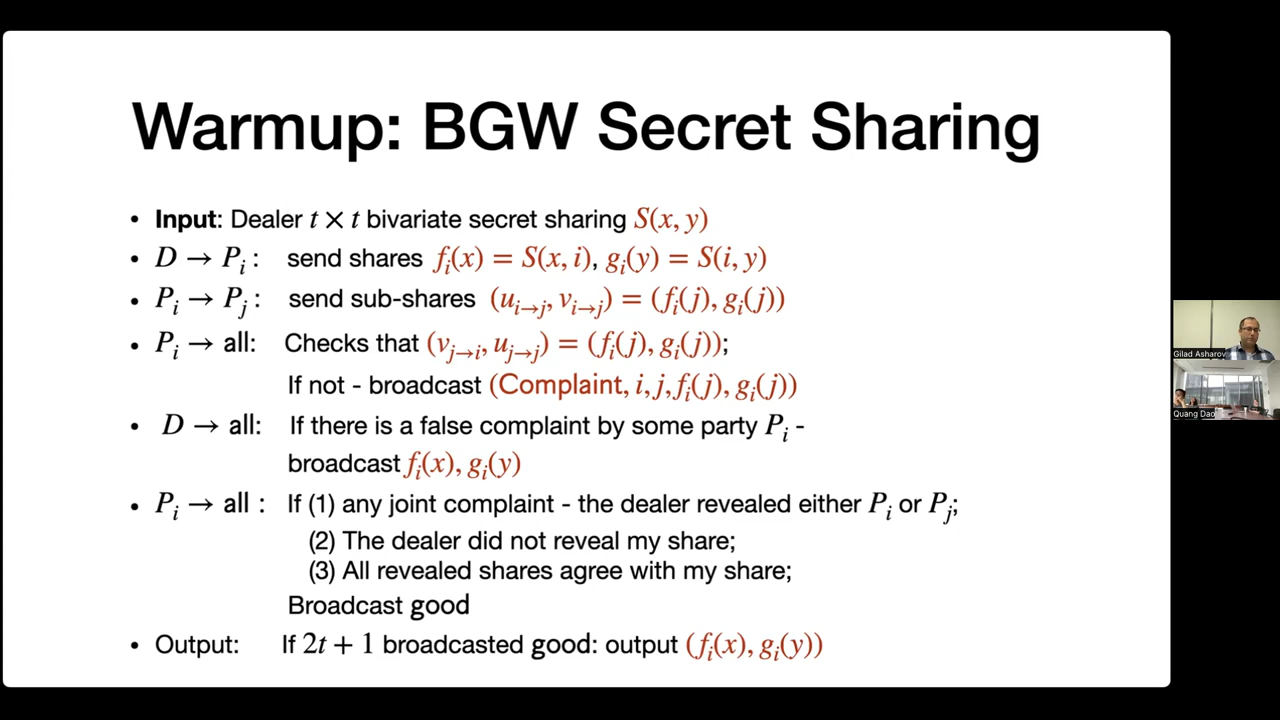 Warmup: BGW Secret Sharing
• Input: Dealer t × t bivariate secret sharing S(x, y)
• D → P_i : send shares f_i(x) = S(x, i), g_i(y) = S(i, y)
• P_i → P_j : send sub-shares (u_{i→j}, v_{i→j}) = (f_i(j), g_i(j))
• P_i → all: Checks that (v_{j→i}, u_{j→j}) = (f_i(j), g_i(j));
If not - broadcast (Complaint, i, j, f_i(j), g_i(j))
• D → all: If there is a false complaint by some party P_i -
broadcast f_i(x), g_i(y)
• P_i → all : If (1) any joint complaint - the dealer revealed either P_i or P_j;
(2) The dealer did not reveal my share;
(3) All revealed shares agree with my share;
Broadcast good
• Output: If 2t + 1 broadcasted good: output (f_i(x), g_i(y))
Gilad Asharov
Quang Dao